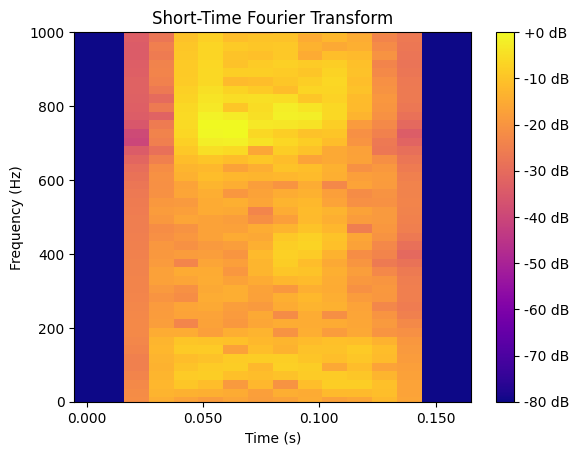 Short-Time Fourier Transform
1000
800
600
400
200
0
Frequency (Hz)
0.000
0.050
0.100
0.150
Time (s)
+0 dB
-10 dB
-20 dB
-30 dB
-40 dB
-50 dB
-60 dB
-70 dB
-80 dB